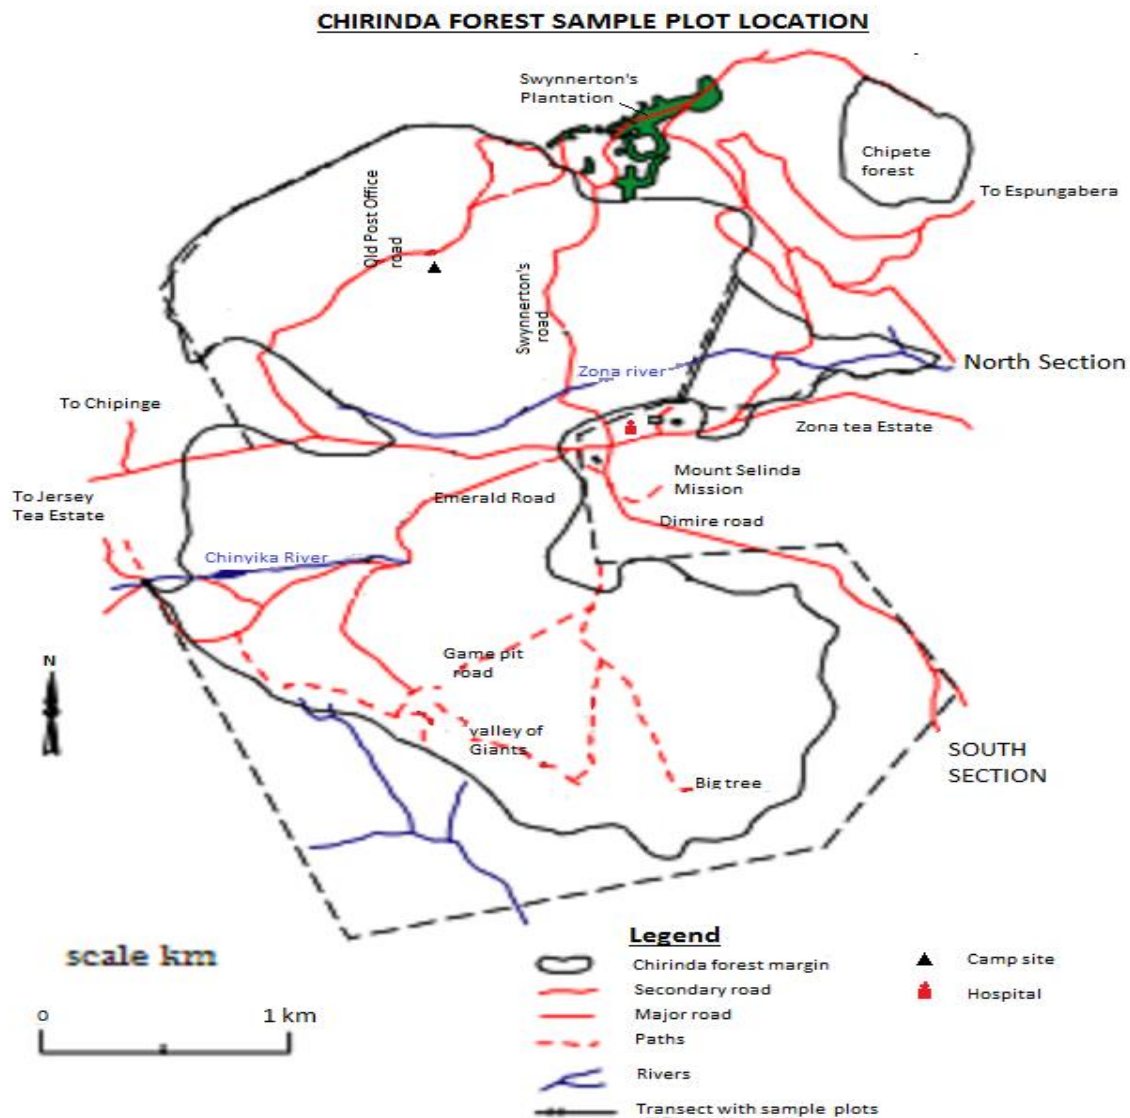 CHIRINDA FOREST SAMPLE PLOT LOCATION
Swynnerton's
Plantation
Chipete
forest
To Espungabera
Old Post Office
road
Swynnerton's
road
Zona river
North Section
To Chipinge
Zona tea Estate
Mount Selinda
Mission
To Jersey
Tea Estate
Emerald Road
Dimire road
Chinyika River
Game pit
road
N
valley of
Giants
Big tree
SOUTH
SECTION
scale km
0 1 km
Legend
Chirinda forest margin
Secondary road
Major road
Paths
Rivers
Transect with sample plots
Camp site
Hospital